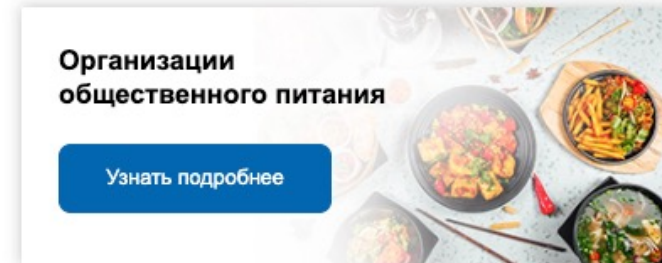 Организации
общественного питания
Узнать подробнее